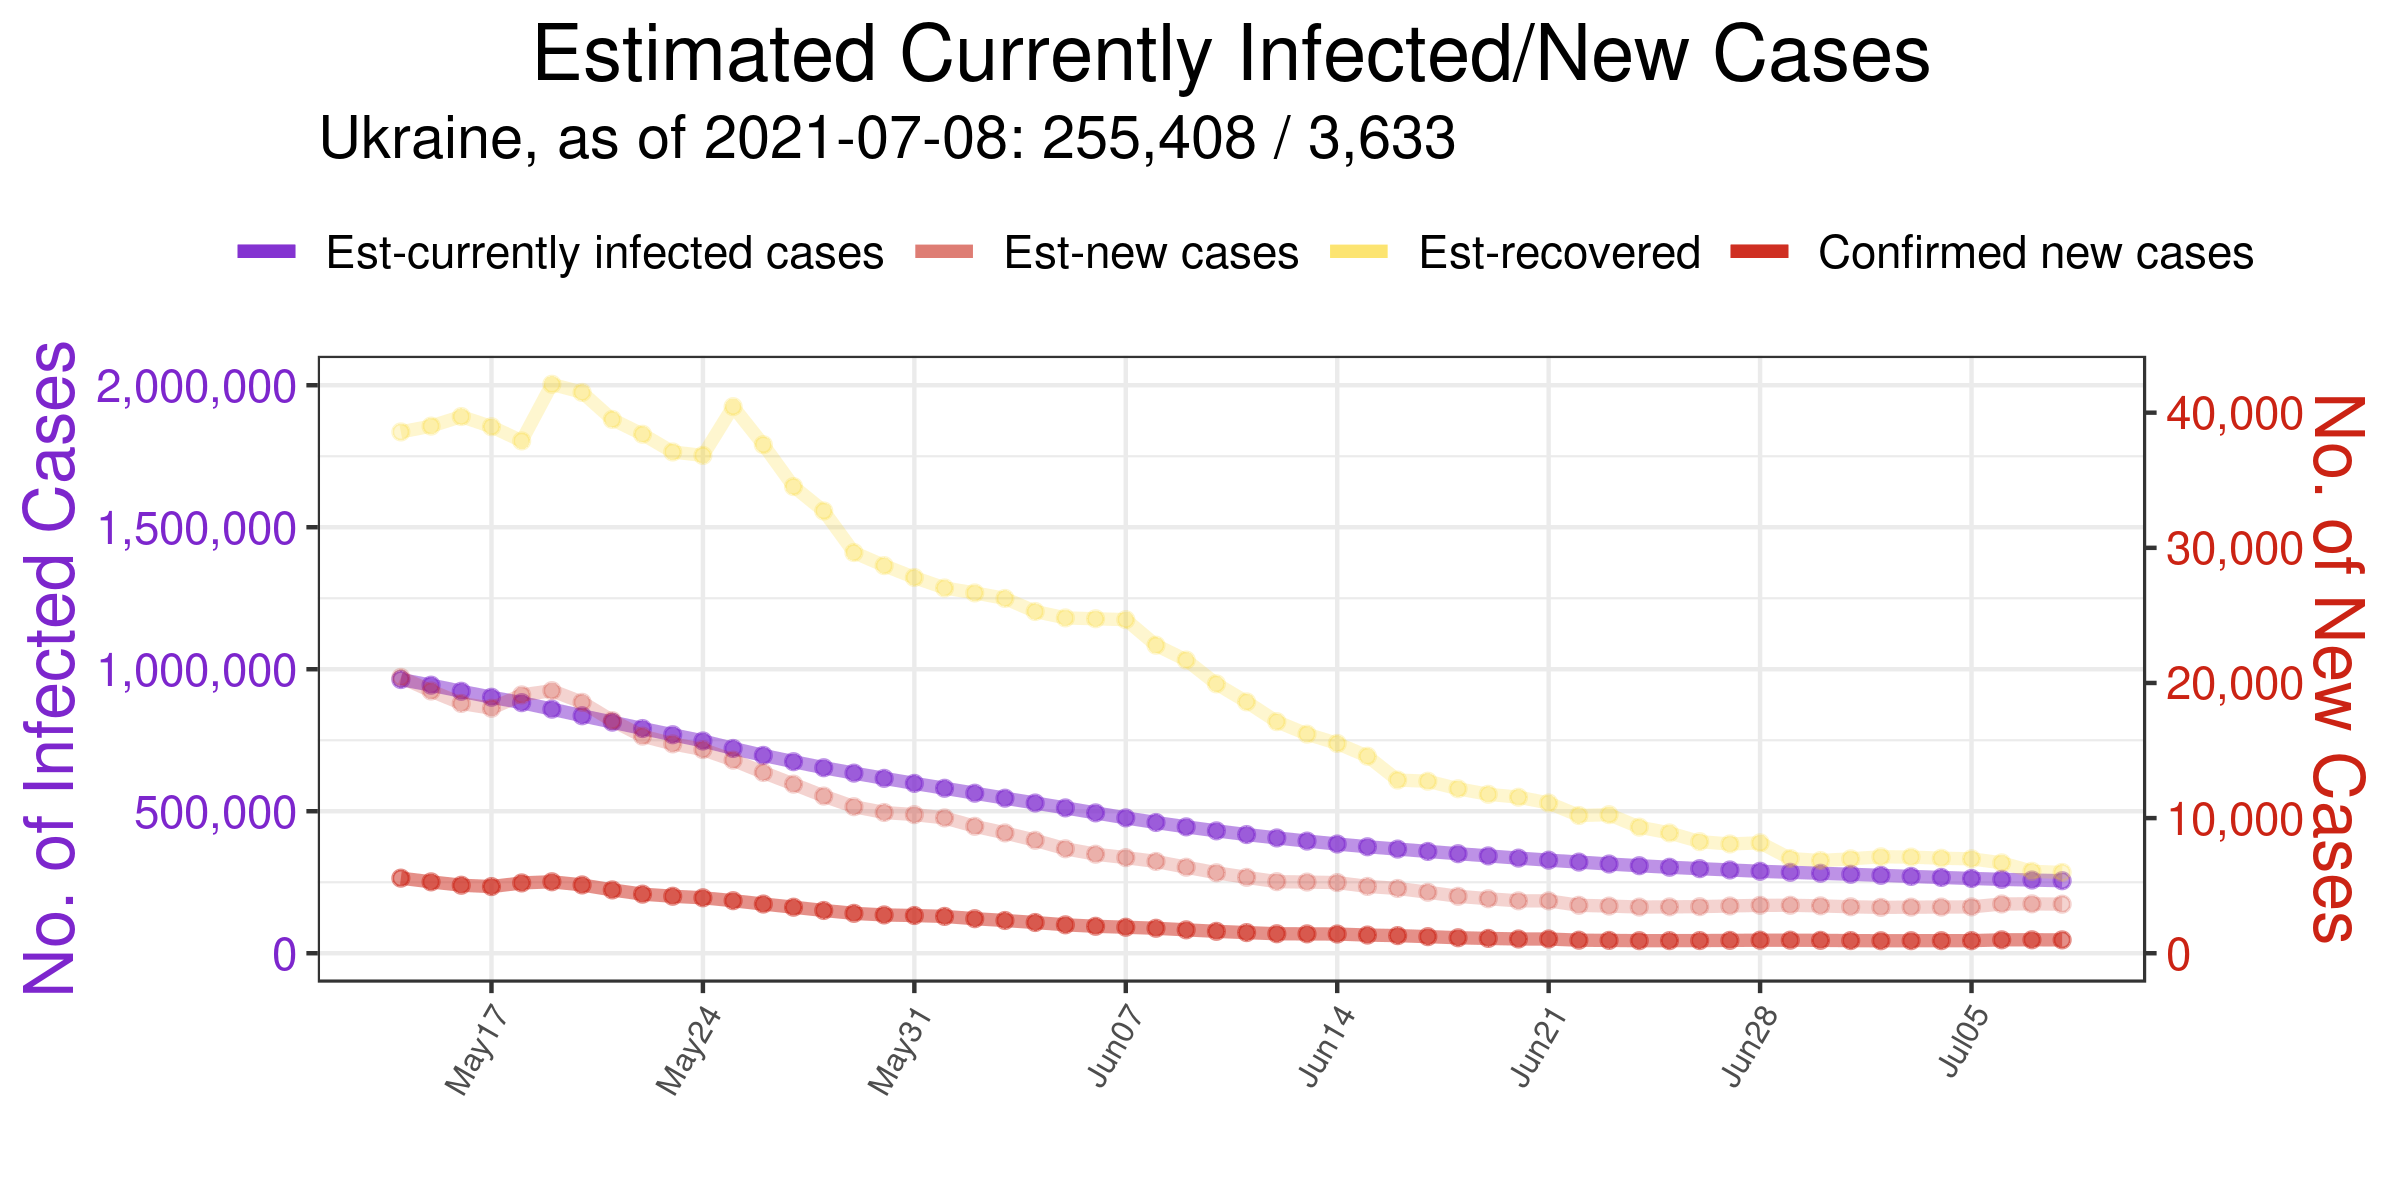 Estimated Currently Infected/New Cases
Ukraine, as of 2021-07-08: 255,408 / 3,633
Est-currently infected cases Est-new cases Est-recovered Confirmed new cases
No. of Infected Cases
2,000,000
1,500,000
1,000,000
500,000
0
40,000
30,000
20,000
10,000
0
No. of New Cases
May17 May24 May31 Jun07 Jun14 Jun21 Jun28 Jul05